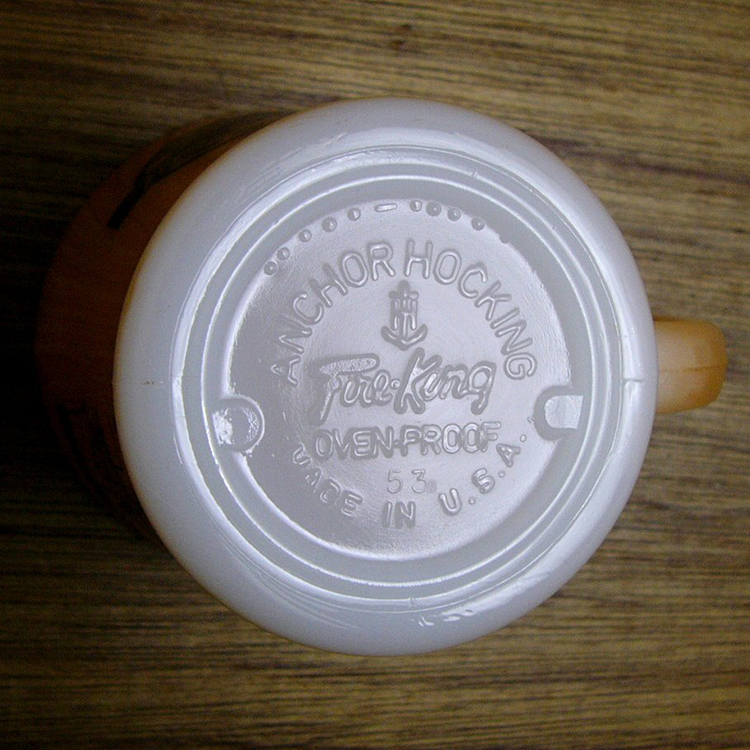 ANCHOR HOCKING
Fire-King
OVEN-PROOF
53
MADE IN U.S.A.